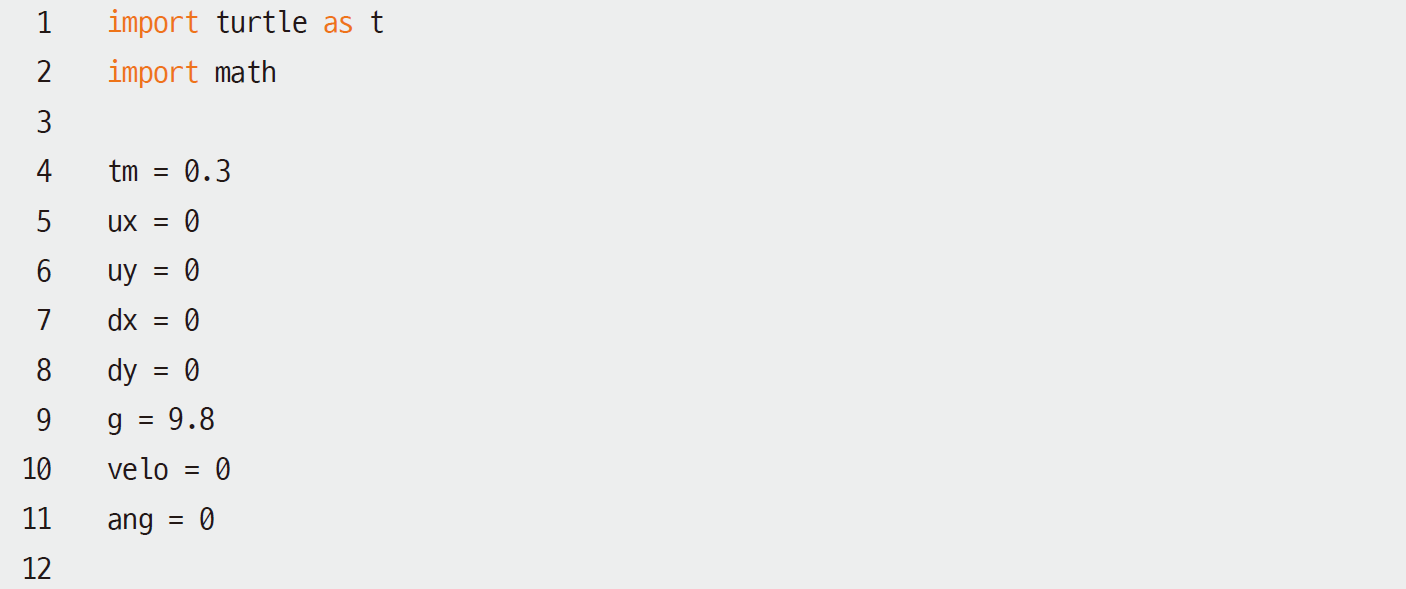 1 import turtle as t
2 import math
3
4 tm = 0.3
5 ux = 0
6 uy = 0
7 dx = 0
8 dy = 0
9 g = 9.8
10 velo = 0
11 ang = 0
12